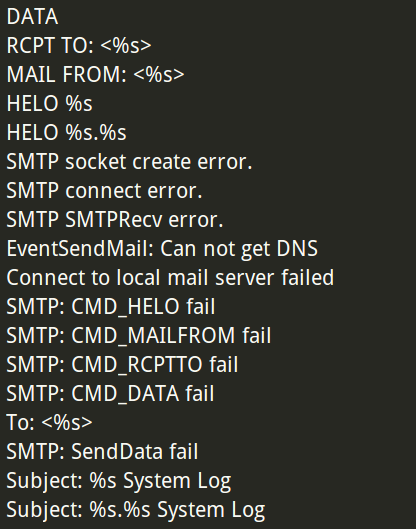 DATA
RCPT TO: <%s>
MAIL FROM: <%s>
HELO %s
HELO %s.%s
SMTP socket create error.
SMTP connect error.
SMTP SMTPRecv error.
EventSendMail: Can not get DNS
Connect to local mail server failed
SMTP: CMD_HELO fail
SMTP: CMD_MAILFROM fail
SMTP: CMD_RCPTTO fail
SMTP: CMD_DATA fail
To: <%s>
SMTP: SendData fail
Subject: %s System Log
Subject: %s.%s System Log